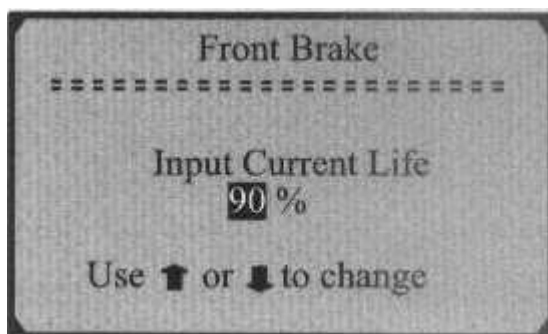 Front Brake
======================
Input Current Life
90 %
Use ⬆ or ⬇ to change